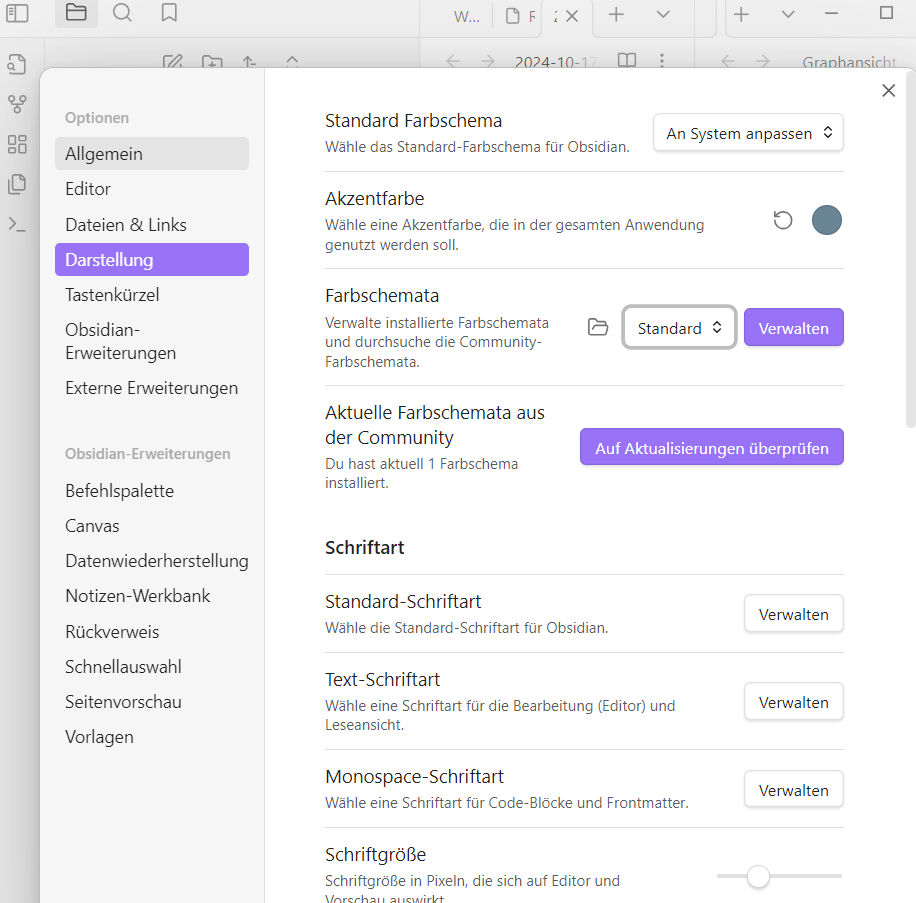 W...
2024-10-17
Graphansicht
Optionen
Allgemein
Editor
Dateien & Links
Darstellung
Tastenkürzel
Obsidian-
Erweiterungen
Externe Erweiterungen
Obsidian-Erweiterungen
Befehlspalette
Canvas
Datenwiederherstellung
Notizen-Werkbank
Rückverweis
Schnellauswahl
Seitenvorschau
Vorlagen
Standard Farbschema
Wähle das Standard-Farbschema für Obsidian.
An System anpassen
Akzentfarbe
Wähle eine Akzentfarbe, die in der gesamten Anwendung
genutzt werden soll.
Farbschemata
Verwalte installierte Farbschemata
und durchsuche die Community-
Farbschemata.
Standard
Verwalten
Aktuelle Farbschemata aus
der Community
Du hast aktuell 1 Farbschema
installiert.
Auf Aktualisierungen überprüfen
Schriftart
Standard-Schriftart
Wähle die Standard-Schriftart für Obsidian.
Verwalten
Text-Schriftart
Wähle eine Schriftart für die Bearbeitung (Editor) und
Leseansicht.
Verwalten
Monospace-Schriftart
Wähle eine Schriftart für Code-Blöcke und Frontmatter.
Verwalten
Schriftgröße
Schriftgröße in Pixeln, die sich auf Editor und
Vorschau auswirkt.